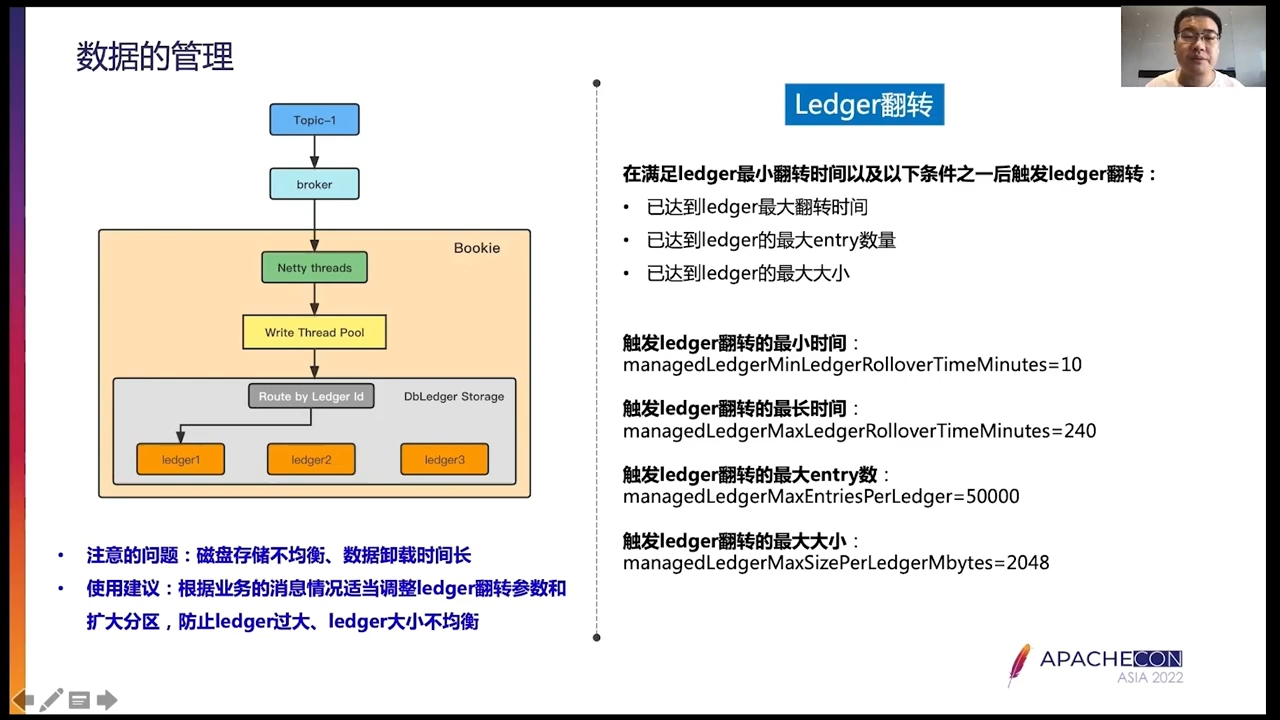 数据的管理
Topic-1
broker
Bookie
Netty threads
Write Thread Pool
Route by Ledger Id
DbLedger Storage
ledger1
ledger2
ledger3
• 注意的问题：磁盘存储不均衡、数据卸载时间长
• 使用建议：根据业务的消息情况适当调整ledger翻转参数和
扩大分区，防止ledger过大、ledger大小不均衡
Ledger翻转
在满足ledger最小翻转时间以及以下条件之一后触发ledger翻转：
• 已达到ledger最大翻转时间
• 已达到ledger的最大entry数量
• 已达到ledger的最大大小
触发ledger翻转的最小时间：
managedLedgerMinLedgerRolloverTimeMinutes=10
触发ledger翻转的最长时间：
managedLedgerMaxLedgerRolloverTimeMinutes=240
触发ledger翻转的最大entry数：
managedLedgerMaxEntriesPerLedger=50000
触发ledger翻转的最大大小：
managedLedgerMaxSizePerLedgerMbytes=2048
APACHECON
ASIA 2022